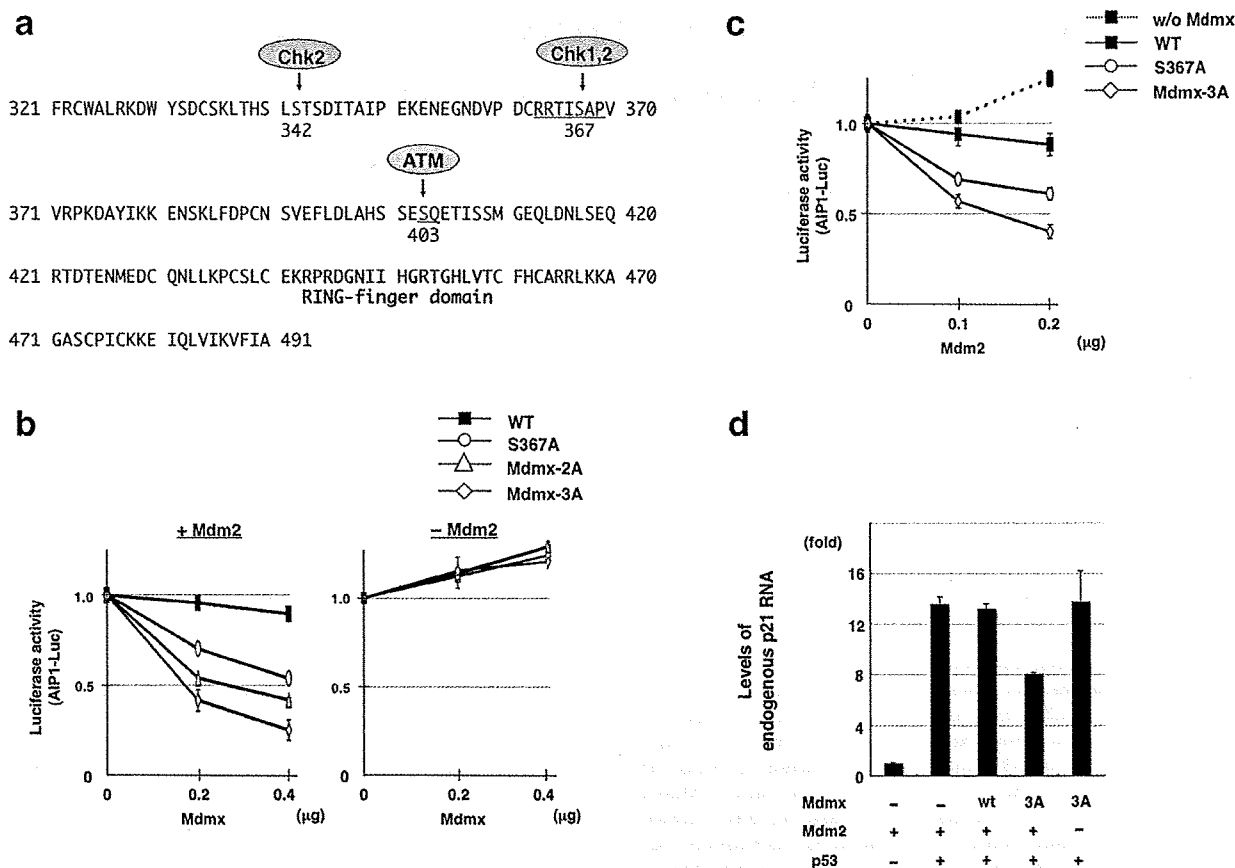 a
Chk2
Chk1,2
321 FRCWALRKDW YSDCSKLTHS LSTSDITAIP EKENEGNDVP DCRRTISAPV 370
342
367
ATM
371 VRPKDAYIKK ENSKLFDPCN SVEFLDLAHS SESQETISSM GEQLDNLSEQ 420
403
421 RTDTENMEDC QNLLKPCSLC EKRPRDGNII HGRTGHLVTC FHCARRLKKA 470
RING-finger domain
471 GASCPICKKE IQLVIKVFIA 491
c
w/o Mdmx
WT
S367A
Mdmx-3A
Luciferase activity
(AIP1-Luc)
1.0
0.5
0
0
0.1
0.2
(µg)
Mdm2
b
WT
S367A
Mdmx-2A
Mdmx-3A
+ Mdm2
– Mdm2
Luciferase activity
(AIP1-Luc)
1.0
0.5
0
0 0.2 0.4 (µg)
Mdmx
1.0
0.5
0 0.2 0.4 (µg)
Mdmx
d
(fold)
Levels of
endogenous p21 RNA
16
12
8
4
0
Mdmx – – wt 3A 3A
Mdm2 + + + + –
p53 – + + + +